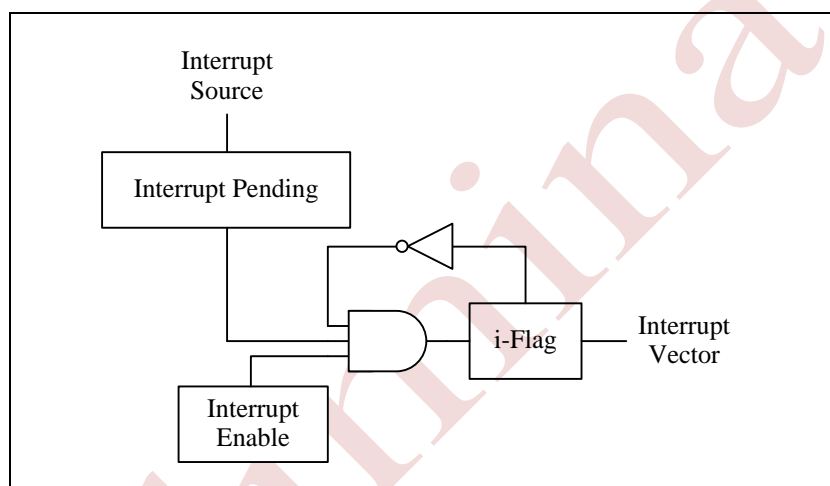 Interrupt
Source
Interrupt Pending
i-Flag
Interrupt
Vector
Interrupt
Enable